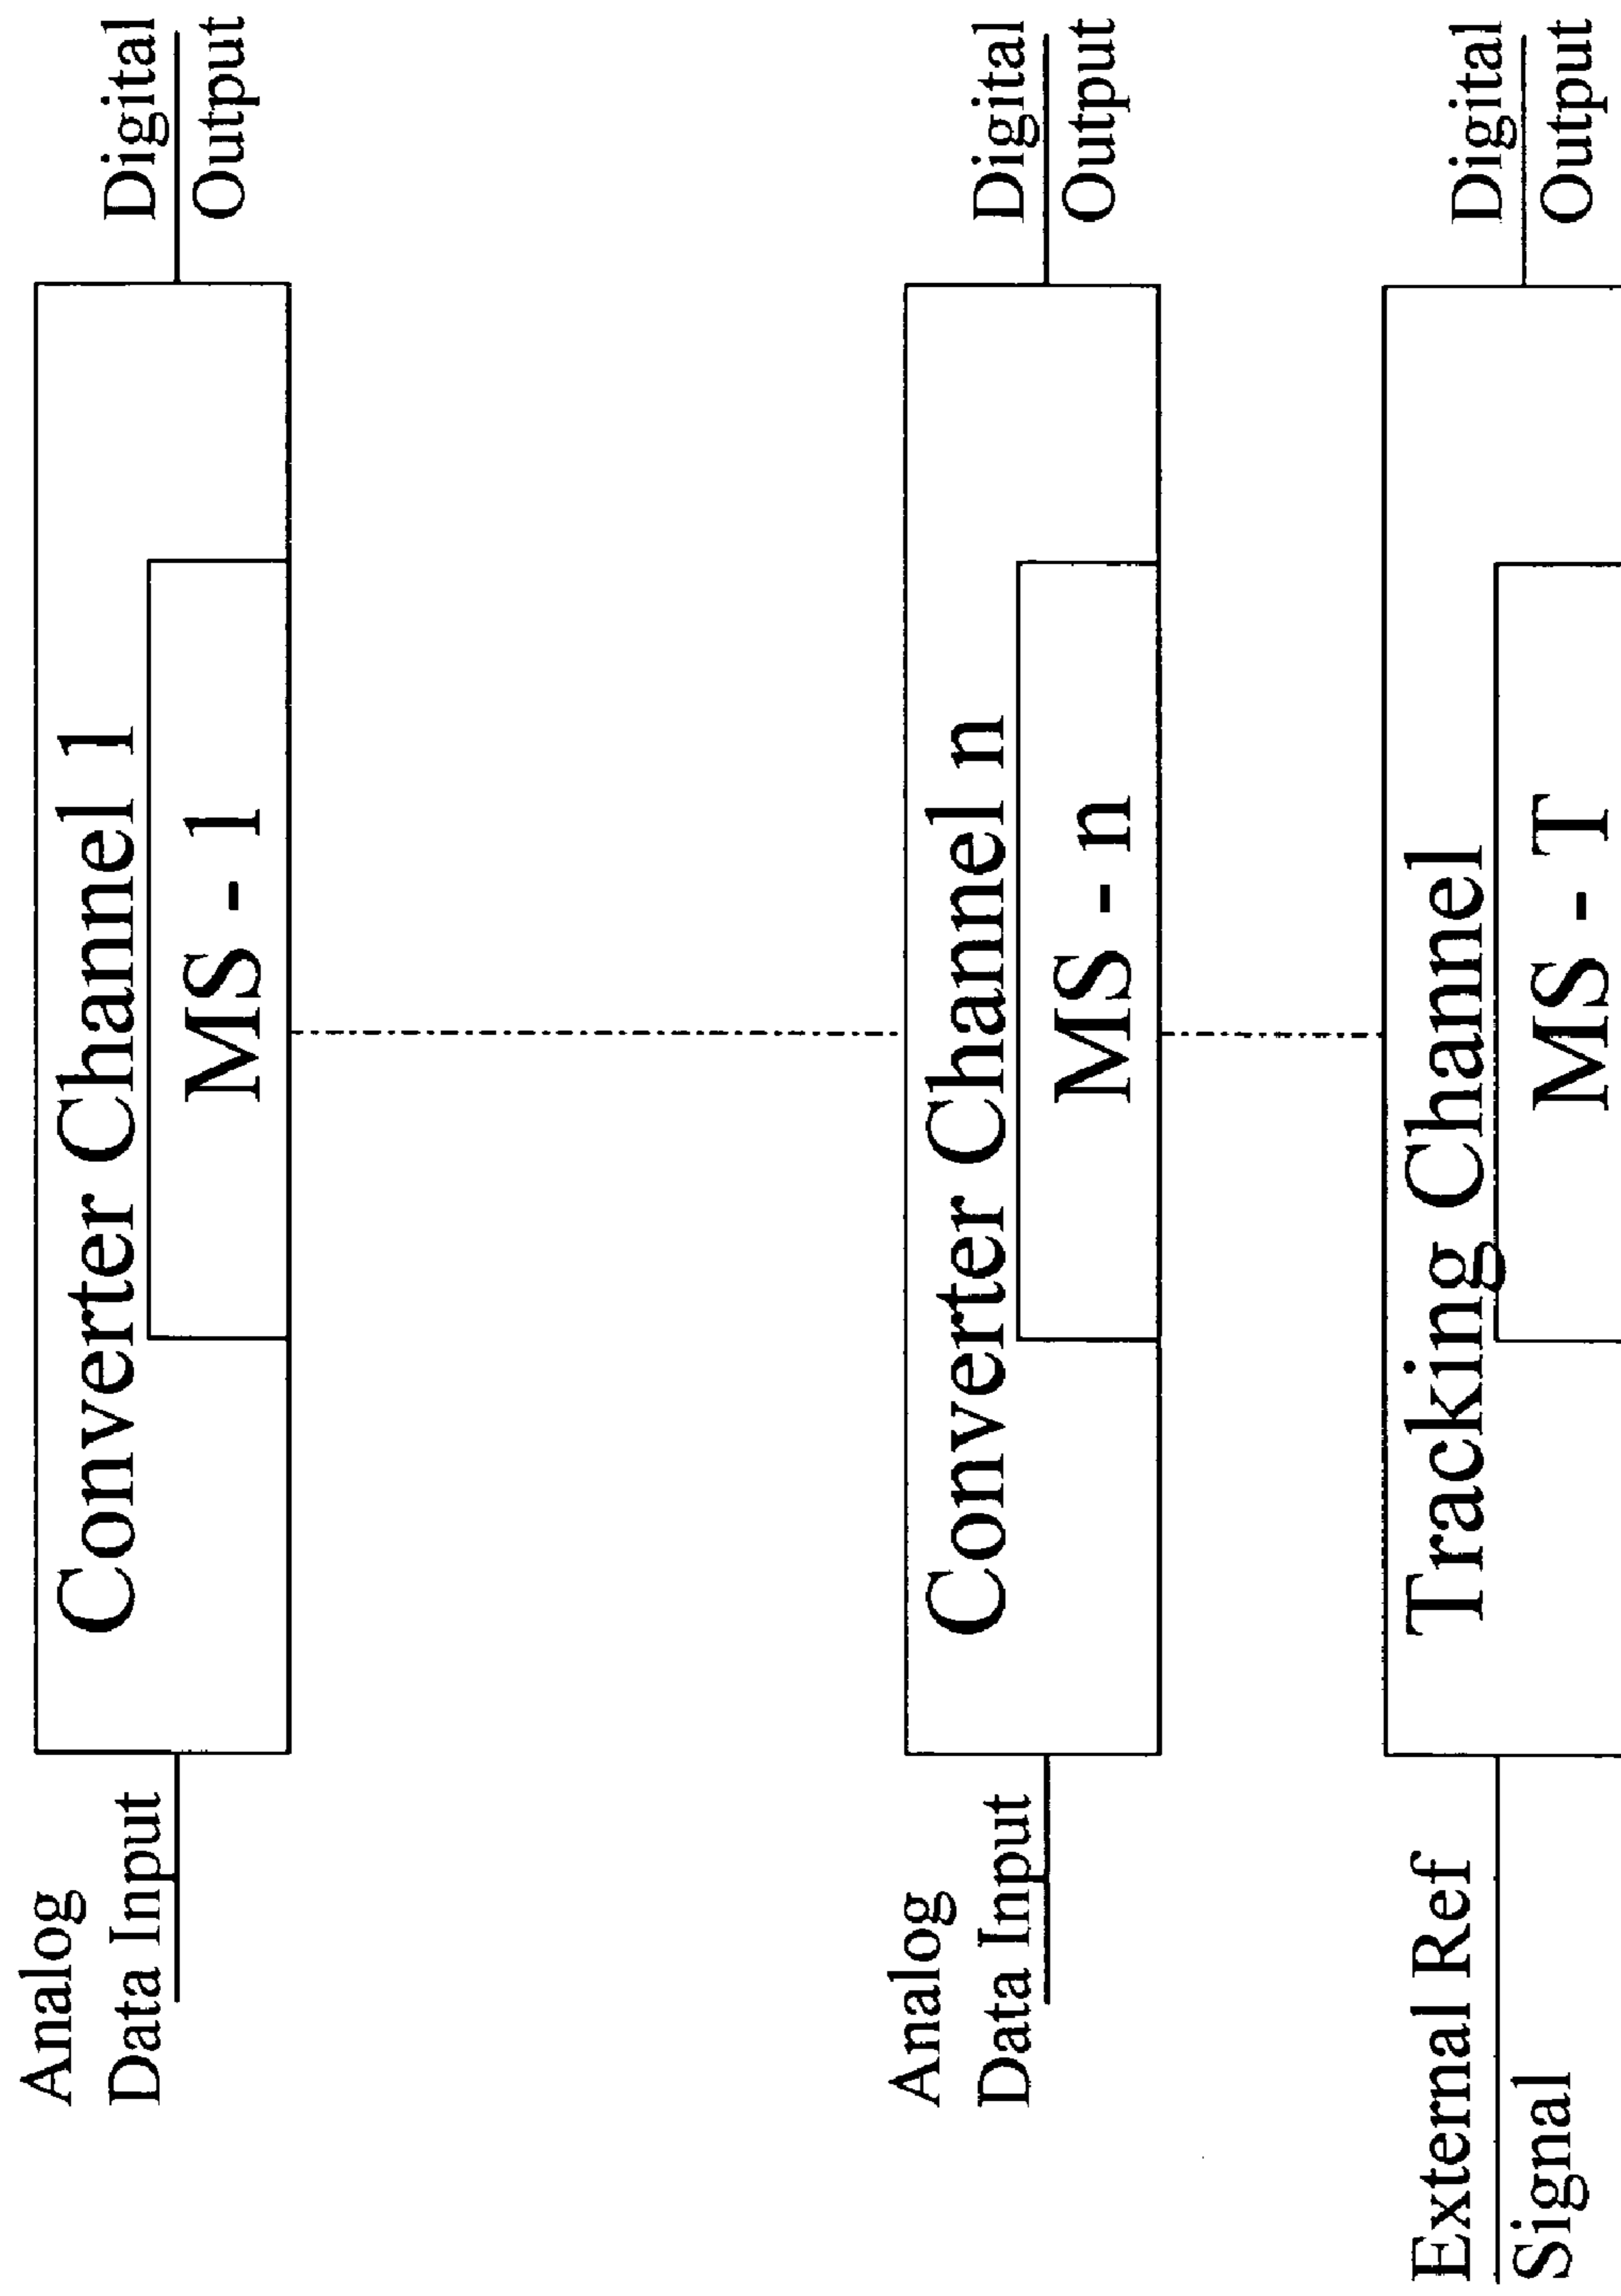 Analog
Data Input
Converter Channel 1
MS - 1
Digital
Output
Analog
Data Input
Converter Channel n
MS - n
Digital
Output
External Ref
Signal
Tracking Channel
MS - T
Digital
Output